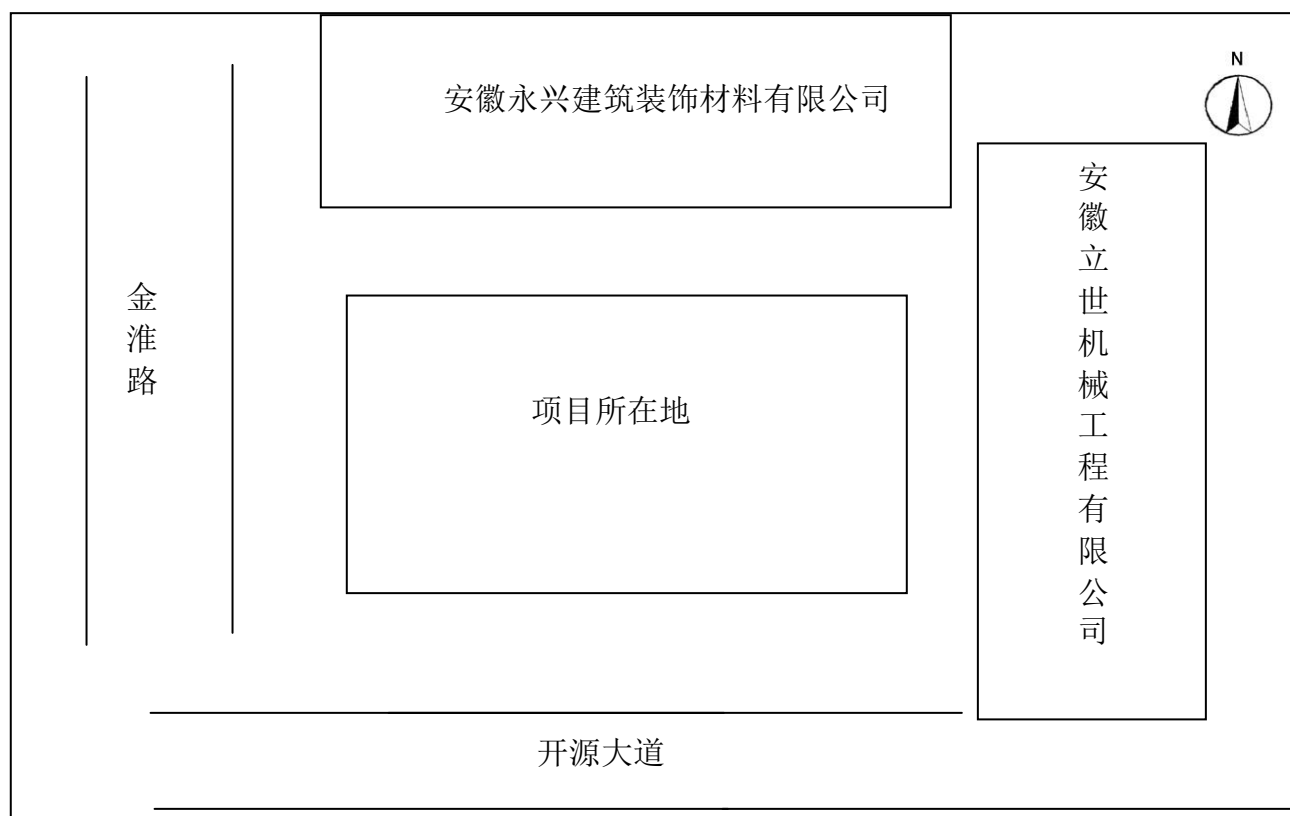 安徽永兴建筑装饰材料有限公司
N
安徽立世机械工程有限公司
金淮路
项目所在地
开源大道